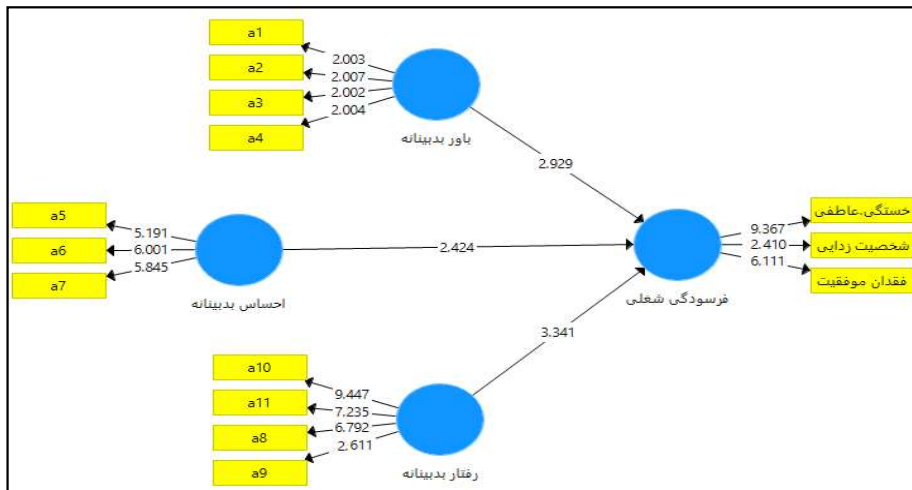 a1
a2
a3
a4
2.003
2.007
2.002
2.004
باور بدبینانه
2.929
a5
a6
a7
5.191
6.001
5.845
احساس بدبینانه
2.424
خستگی.عاطفی
شخصیت زدایی
فقدان موفقیت
9.367
2.410
6.111
فرسودگی شغلی
3.341
a10
a11
a8
a9
9.447
7.235
6.792
2.611
رفتار بدبینانه